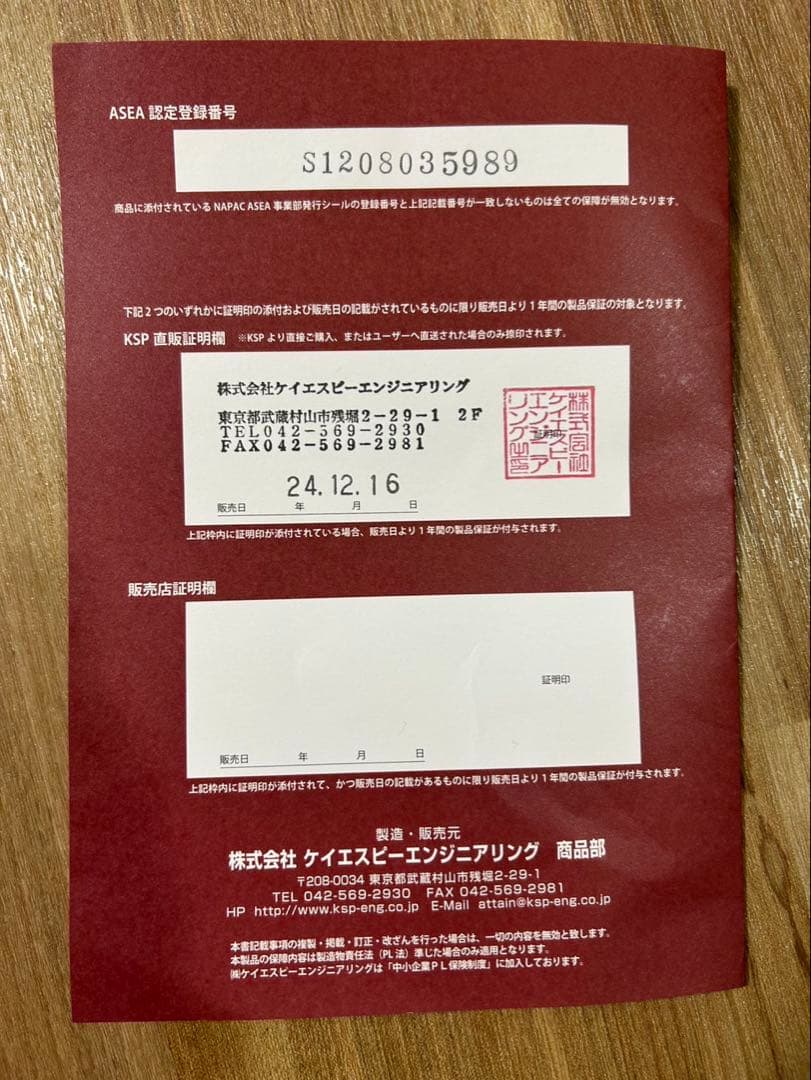 ASEA 認定登録番号
S1208035989
商品に添付されている NAPAC ASEA 事業部発行シールの登録番号と上記記載番号が一致しないものは全ての保障が無効となります。
下記2つのいずれかに証明印の添付および販売日の記載がされているものに限り販売日より1年間の製品保証の対象となります。
KSP 直販証明欄 ※KSP より直接ご購入、またはユーザーへ直送された場合のみ捺印されます。
株式会社ケイエスピーエンジニアリング
東京都武蔵村山市残堀2-29-1 2F
TEL042-569-2930
FAX042-569-2981
株式会社
ケイエスピー
エンジニア
リング之印
証明印
24.12.16
販売日 年 月 日
上記枠内に証明印が添付されている場合、販売日より1年間の製品保証が付与されます。
販売店証明欄
証明印
販売日 年 月 日
上記枠内に証明印が添付されて、かつ販売日の記載があるものに限り販売日より1年間の製品保証が付与されます。
製造・販売元
株式会社 ケイエスピーエンジニアリング 商品部
〒208-0034 東京都武蔵村山市残堀2-29-1
TEL 042-569-2930 FAX 042-569-2981
HP http://www.ksp-eng.co.jp E-Mail attain@ksp-eng.co.jp
本書記載事項の複製・掲載・訂正・改ざんを行った場合は、一切の内容を無効と致します。
本製品の保障内容は製造物責任法(PL法)準じた場合のみ適用となります。
㈱ケイエスピーエンジニアリングは「中小企業PL保険制度」に加入しております。